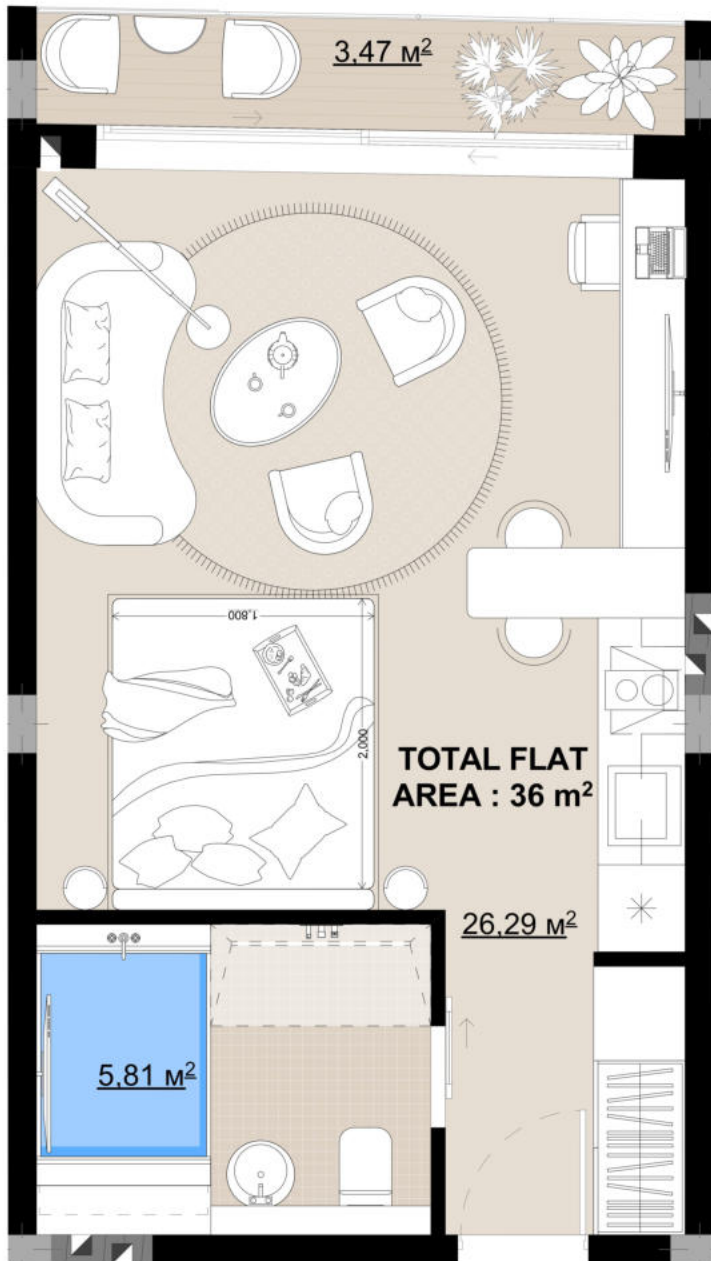 3,47 м²
1,800
2,000
TOTAL FLAT
AREA : 36 m²
26,29 м²
5,81 м²